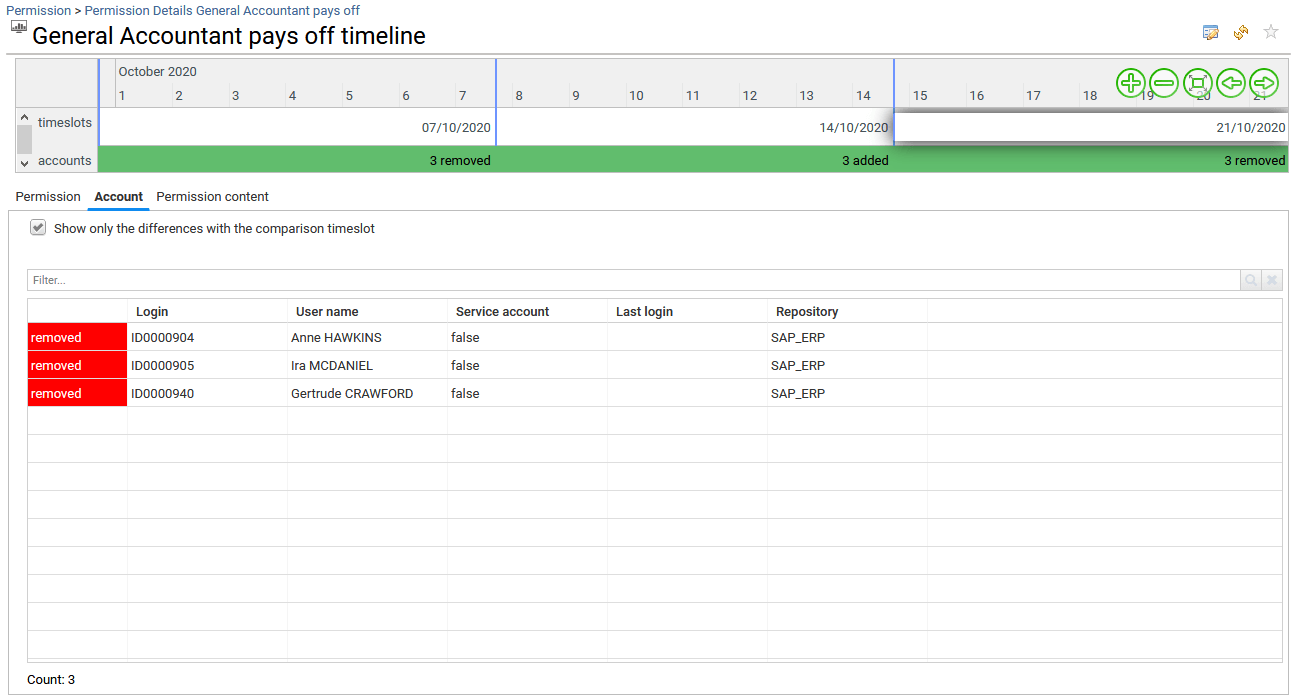 Permission > Permission Details General Accountant pays off
General Accountant pays off timeline
October 2020
1 2 3 4 5 6 7 8 9 10 11 12 13 14 15 16 17 18 19 20 21
timeslots 07/10/2020 14/10/2020 21/10/2020
accounts 3 removed 3 added 3 removed
Permission Account Permission content
Show only the differences with the comparison timeslot
Filter...
Login User name Service account Last login Repository
removed ID0000904 Anne HAWKINS false SAP_ERP
removed ID0000905 Ira MCDANIEL false SAP_ERP
removed ID0000940 Gertrude CRAWFORD false SAP_ERP
Count: 3